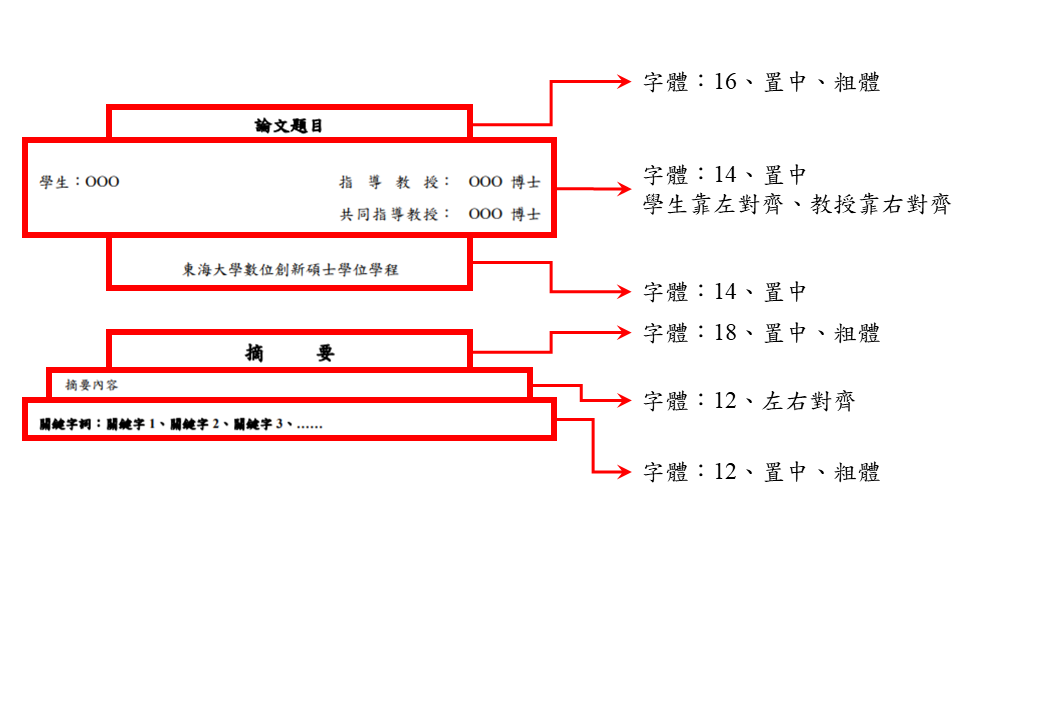 字體：16、置中、粗體
論文題目
字體：14、置中
學生：OOO 指 導 教 授： OOO 博士
學生靠左對齊、教授靠右對齊
共同指導教授： OOO 博士
東海大學數位創新碩士學位學程
字體：14、置中
字體：18、置中、粗體
摘 要
摘要內容
字體：12、左右對齊
關鍵字詞：關鍵字 1、關鍵字 2、關鍵字 3、……
字體：12、置中、粗體